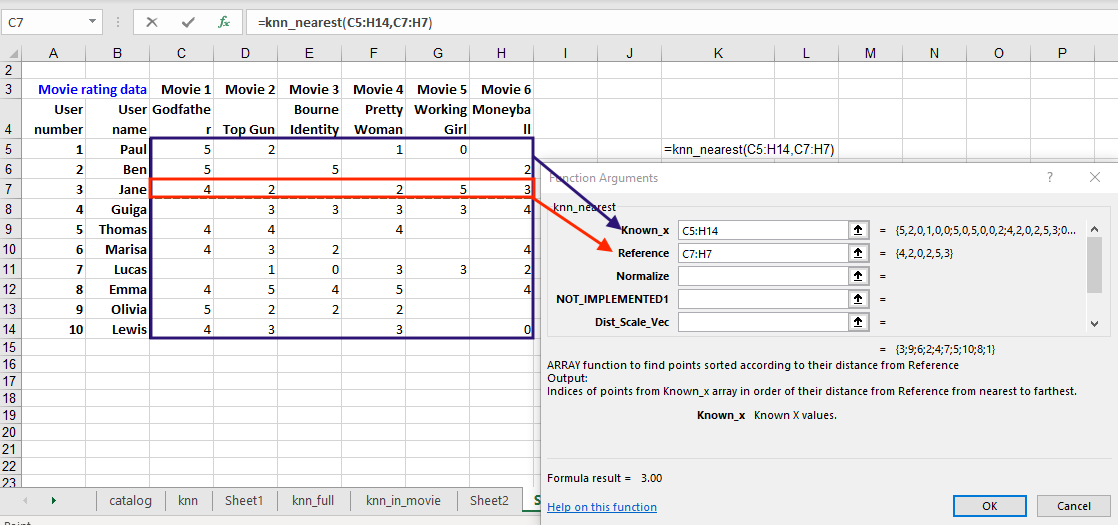 C7 =knn_nearest(C5:H14,C7:H7)
A B C D E F G H I J K L M N O P
2
3 Movie rating data Movie 1 Movie 2 Movie 3 Movie 4 Movie 5 Movie 6
User User Godfathe Bourne Pretty Working Moneyba
4 number name r Top Gun Identity Woman Girl ll
5 1 Paul 5 2 1 0 =knn_nearest(C5:H14,C7:H7)
6 2 Ben 5 5 2
7 3 Jane 4 2 2 5 3
8 4 Guiga 3 3 3 3 4
9 5 Thomas 4 4 4
10 6 Marisa 4 3 2 4
11 7 Lucas 1 0 3 3 2
12 8 Emma 4 5 4 5 4
13 9 Olivia 5 2 2 2
14 10 Lewis 4 3 3 0
15
16
17
18
19
20
21
22
23
Function Arguments ?
knn_nearest
Known_x C5:H14 = {5,2,0,1,0,0;5,0,5,0,0,2;4,2,0,2,5,3;0...
Reference C7:H7 = {4,2,0,2,5,3}
Normalize =
NOT_IMPLEMENTED1 =
Dist_Scale_Vec =
= {3;9;6;2;4;7;5;10;8;1}
ARRAY function to find points sorted according to their distance from Reference
Output:
Indices of points from Known_x array in order of their distance from Reference from nearest to farthest.
Known_x Known X values.
Formula result = 3.00
Help on this function OK Cancel
catalog knn Sheet1 knn_full knn_in_movie Sheet2 S